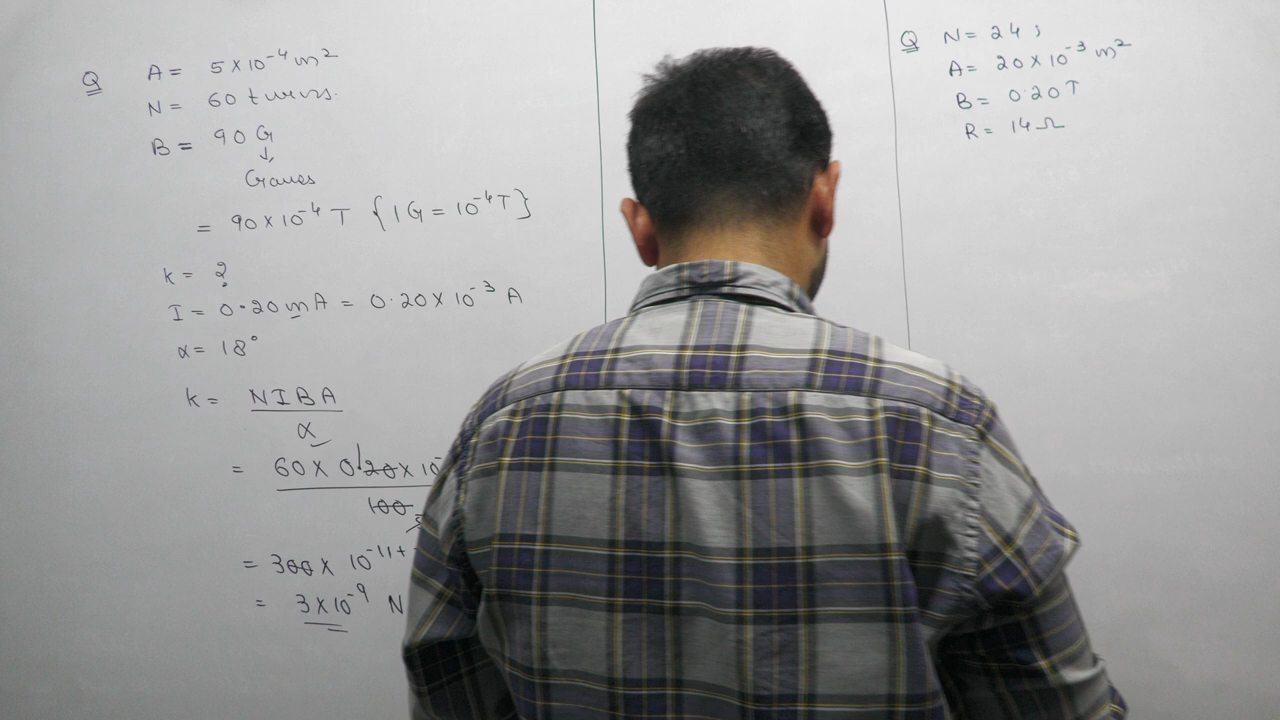 Q A = 5 × 10⁻⁴ m²
N = 60 turns.
B = 90 G
↓
Gauss
= 90 × 10⁻⁴ T {1 G = 10⁻⁴ T}
k = ?
I = 0.20 mA = 0.20 × 10⁻³ A
α = 18°
k = NIBA
α
= 60 × 0.20 × 10
100
= 300 × 10⁻¹¹⁺
= 3 × 10⁻⁹ N
Q N = 24 ;
A = 20 × 10⁻³ m²
B = 0.20 T
R = 14 Ω